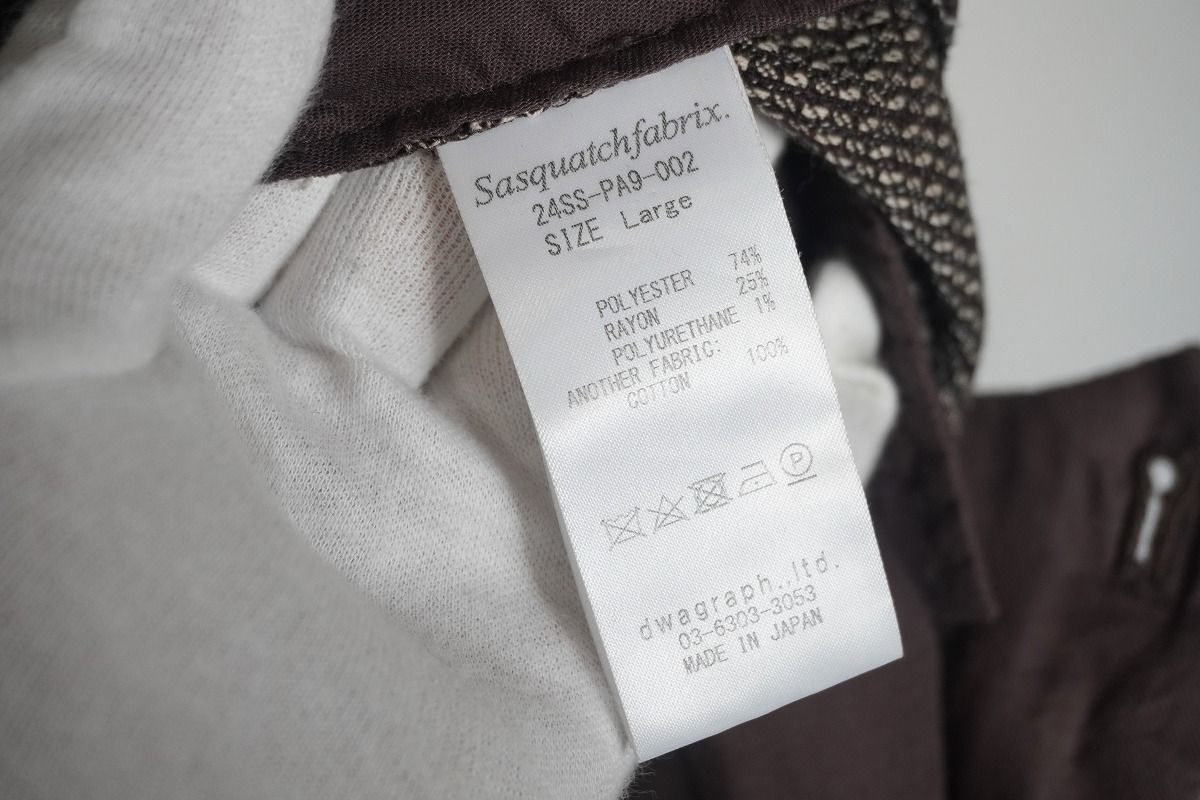 Sasquatchfabrix.
24SS-PA9-002
SIZE Large
POLYESTER 74%
RAYON 25%
POLYURETHANE 1%
ANOTHER FABRIC:
COTTON 100%
P
dwagraph.,ltd.
03-6303-3053
MADE IN JAPAN